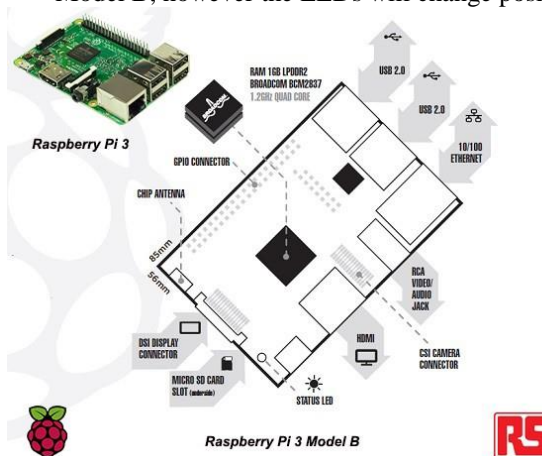 Model B, however the LEDs will change posi
RAM 1GB LPDDR2
BROADCOM BCM2837
1.2GHz QUAD CORE
USB 2.0
USB 2.0
10/100
ETHERNET
Raspberry Pi 3
GPIO CONNECTOR
CHIP ANTENNA
85mm
56mm
RCA
VIDEO/
AUDIO
JACK
DSI DISPLAY
CONNECTOR
HDMI
CSI CAMERA
CONNECTOR
MICRO SD CARD
SLOT (underside)
STATUS LED
Raspberry Pi 3 Model B
RS